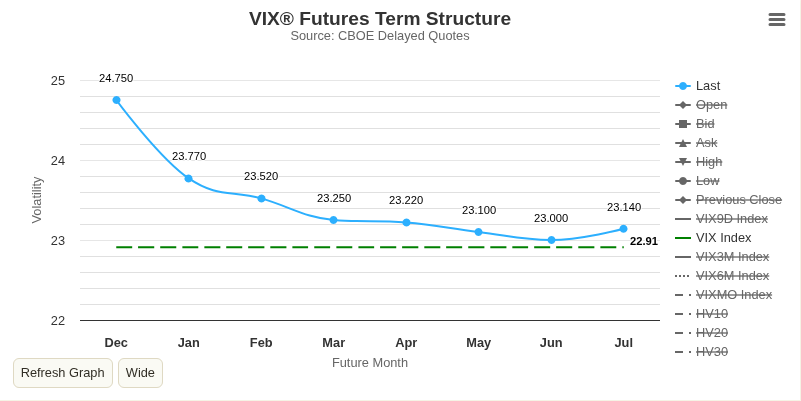 VIX® Futures Term Structure
Source: CBOE Delayed Quotes
25
24
23
22
Volatility
24.750
23.770
23.520
23.250
23.220
23.100
23.000
23.140
22.91
Dec Jan Feb Mar Apr May Jun Jul
Future Month
Last
Open
Bid
Ask
High
Low
Previous Close
VIX9D Index
VIX Index
VIX3M Index
VIX6M Index
VIXMO Index
HV10
HV20
HV30
Refresh Graph Wide